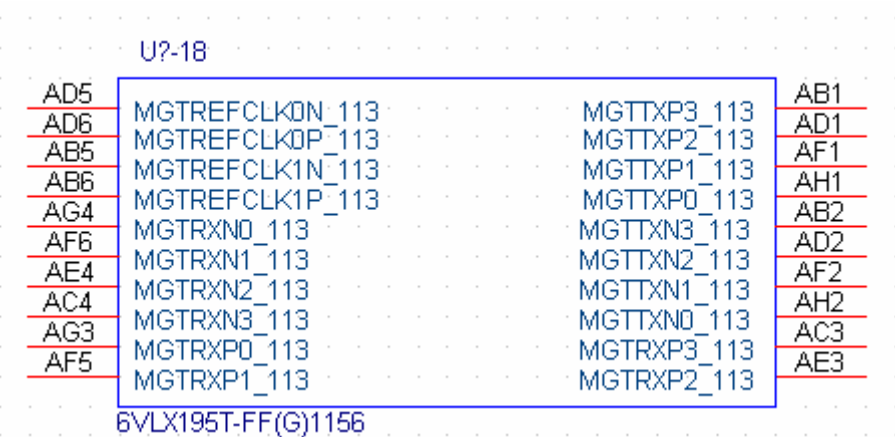 U?-18
AD5 MGTREFCLK0N_113 MGTTXP3_113 AB1
AD6 MGTREFCLK0P_113 MGTTXP2_113 AD1
AB5 MGTREFCLK1N_113 MGTTXP1_113 AF1
AB6 MGTREFCLK1P_113 MGTTXP0_113 AH1
AG4 MGTRXN0_113 MGTTXN3_113 AB2
AF6 MGTRXN1_113 MGTTXN2_113 AD2
AE4 MGTRXN2_113 MGTTXN1_113 AF2
AC4 MGTRXN3_113 MGTTXN0_113 AH2
AG3 MGTRXP0_113 MGTRXP3_113 AC3
AF5 MGTRXP1_113 MGTRXP2_113 AE3
6VLX195T-FF(G)1156